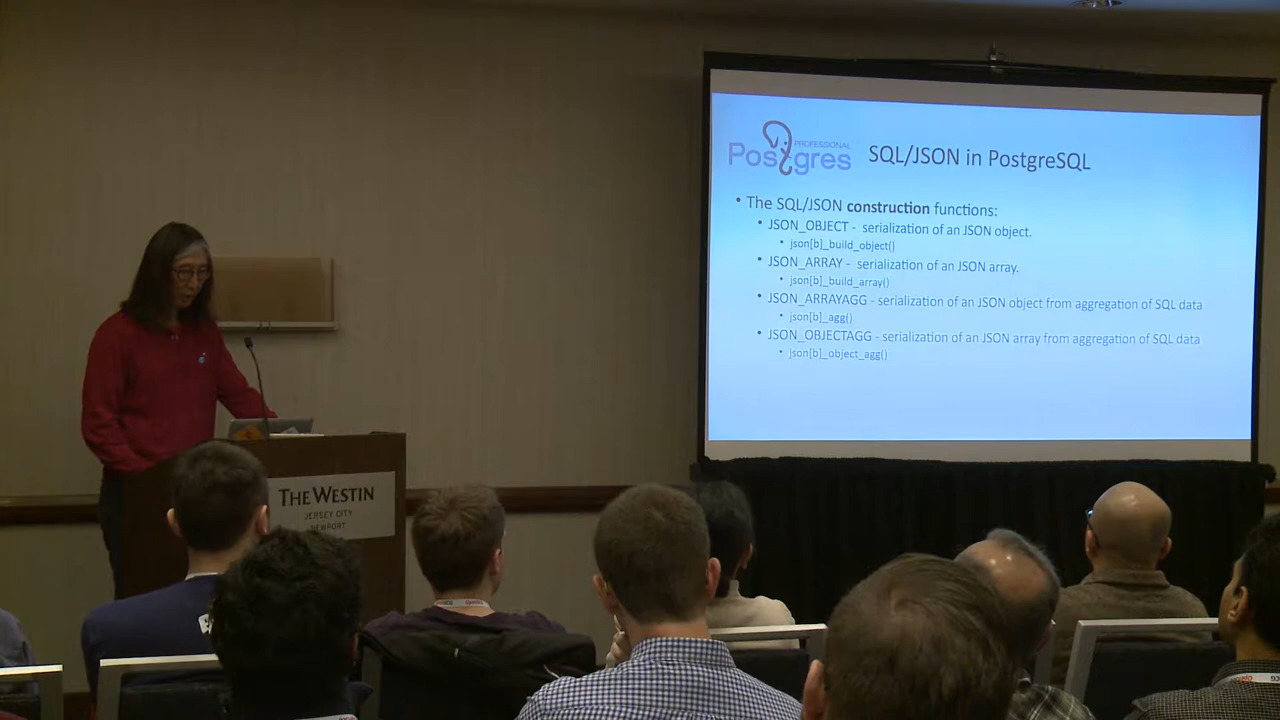 PROFESSIONAL
Postgres
SQL/JSON in PostgreSQL
• The SQL/JSON construction functions:
• JSON_OBJECT - serialization of an JSON object.
• json[b]_build_object()
• JSON_ARRAY - serialization of an JSON array.
• json[b]_build_array()
• JSON_ARRAYAGG - serialization of an JSON object from aggregation of SQL data
• json[b]_agg()
• JSON_OBJECTAGG - serialization of an JSON array from aggregation of SQL data
• json[b]_object_agg()
THE WESTIN
JERSEY CITY
NEWPORT